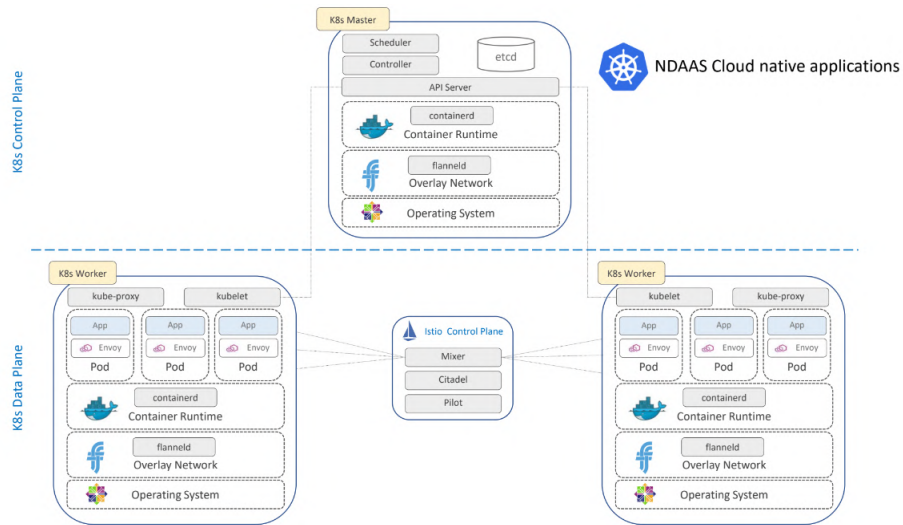 K8s Master
Scheduler
etcd
Controller
API Server
containerd
Container Runtime
flanneld
Overlay Network
Operating System
NDAAS Cloud native applications
K8s Control Plane
K8s Data Plane
K8s Worker
kube-proxy
kubelet
App
App
App
Envoy
Envoy
Envoy
Pod
Pod
Pod
containerd
Container Runtime
flanneld
Overlay Network
Operating System
Istio Control Plane
Mixer
Citadel
Pilot
K8s Worker
kubelet
kube-proxy
App
App
App
Envoy
Envoy
Envoy
Pod
Pod
Pod
containerd
Container Runtime
flanneld
Overlay Network
Operating System